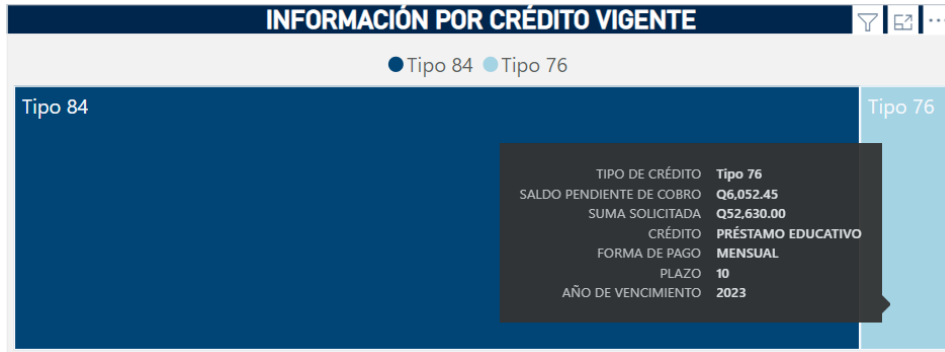 INFORMACIÓN POR CRÉDITO VIGENTE
Tipo 84 Tipo 76
Tipo 84
Tipo 76
TIPO DE CRÉDITO Tipo 76
SALDO PENDIENTE DE COBRO Q6,052.45
SUMA SOLICITADA Q52,630.00
CRÉDITO PRÉSTAMO EDUCATIVO
FORMA DE PAGO MENSUAL
PLAZO 10
AÑO DE VENCIMIENTO 2023